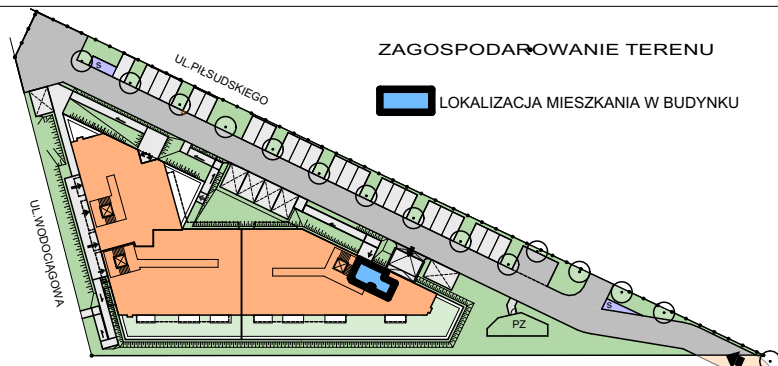 ZAGOSPODAROWANIE TERENU
LOKALIZACJA MIESZKANIA W BUDYNKU
UL.PIŁSUDSKIEGO
UL.WODOCIĄGOWA
Ś
Ś
PZ